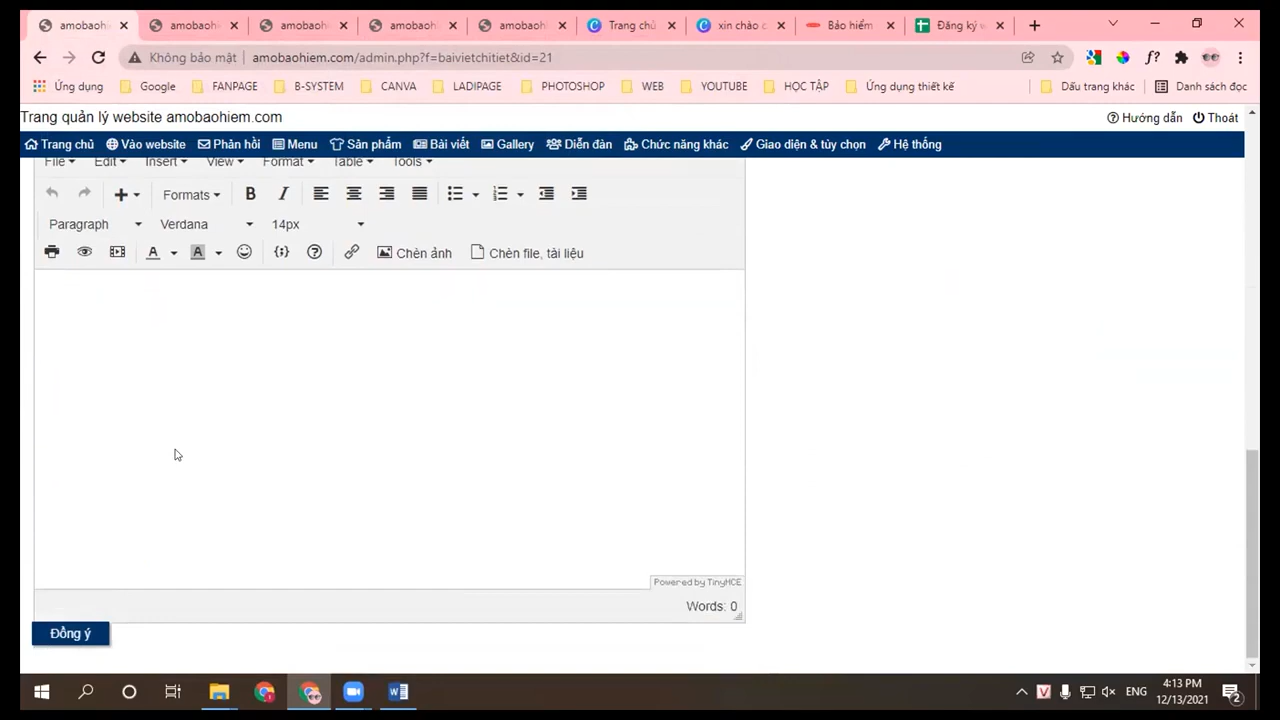 amobaohi
amobaohiem
amobaohi
amobaoh
amobaoh
Trang chủ
xin chào c
Bảo hiểm
Đăng ký w
Không bảo mật
amobaohiem.com/admin.php?f=baivietchitiet&id=21
Ứng dụng
Google
FANPAGE
B-SYSTEM
CANVA
LADIPAGE
PHOTOSHOP
WEB
YOUTUBE
HỌC TẬP
Ứng dụng thiết kế
Dấu trang khác
Danh sách đọc
Trang quản lý website amobaohiem.com
Hướng dẫn
Thoát
Trang chủ
Vào website
Phản hồi
Menu
Sản phẩm
Bài viết
Gallery
Diễn đàn
Chức năng khác
Giao diện & tùy chọn
Hệ thống
File
Edit
Insert
View
Format
Table
Tools
Formats
B
I
Paragraph
Verdana
14px
A
A
Chèn ảnh
Chèn file, tài liệu
Powered by TinyMCE
Words: 0
Đồng ý
V
ENG
4:13 PM
12/13/2021
2